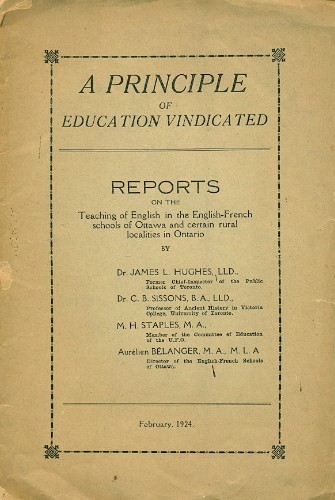 A PRINCIPLE
OF
EDUCATION VINDICATED
REPORTS
ON THE
Teaching of English in the English-French
schools of Ottawa and certain rural
localities in Ontario
BY
Dr. JAMES L. HUGHES, LLD.,
Former Chief-Inspector of the Public
Schools of Toronto.
Dr. C. B. SISSONS, B. A., LLD.,
Professor of Ancient History in Victoria
College, University of Toronto.
M. H. STAPLES, M. A.,
Member of the Committee of Education
of the U.F.O.
Aurélien BÉLANGER, M. A., M. L. A
Director of the English-French Schools
of Ottawa.
February, 1924.